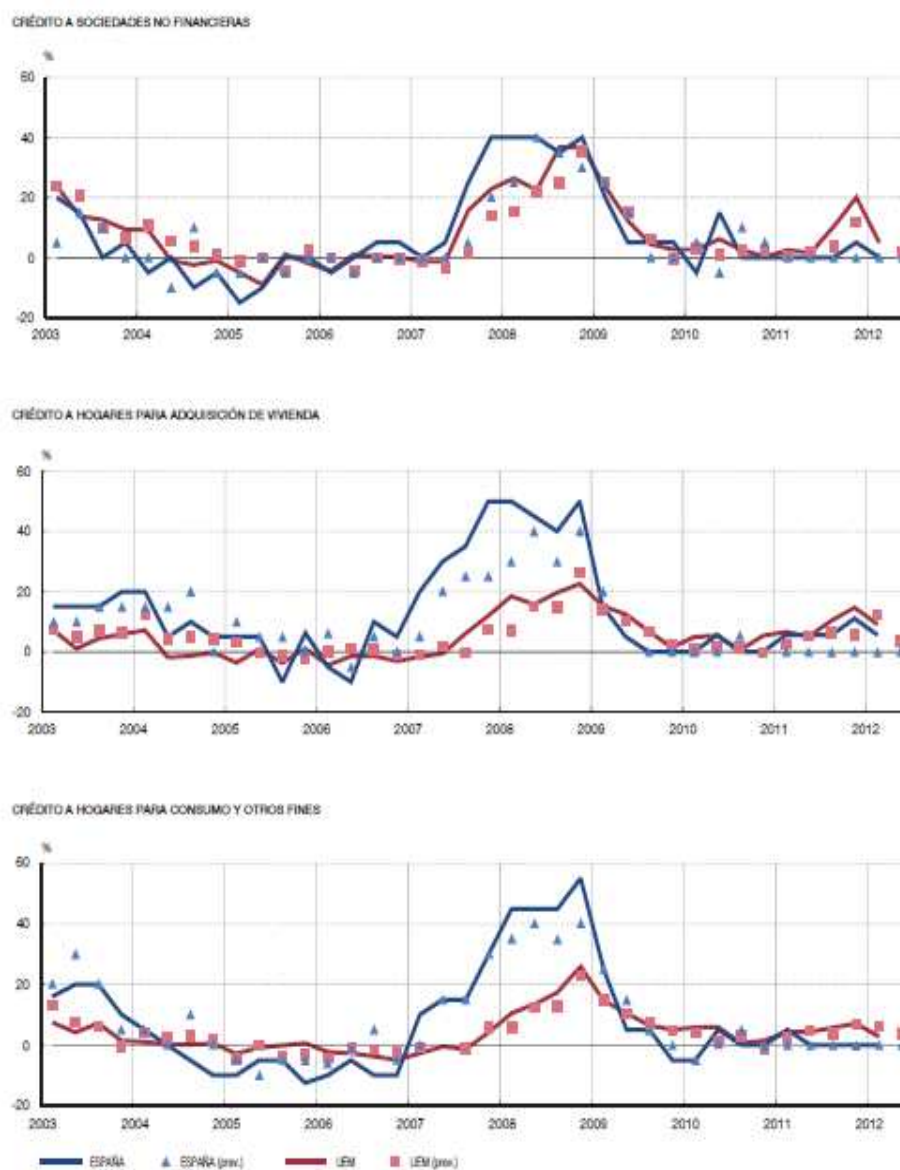 CRÉDITO A SOCIEDADES NO FINANCIERAS
%
60
40
20
0
-20
2003 2004 2005 2006 2007 2008 2009 2010 2011 2012
CRÉDITO A HOGARES PARA ADQUISICIÓN DE VIVIENDA
%
60
40
20
0
-20
2003 2004 2005 2006 2007 2008 2009 2010 2011 2012
CRÉDITO A HOGARES PARA CONSUMO Y OTROS FINES
%
60
40
20
0
-20
2003 2004 2005 2006 2007 2008 2009 2010 2011 2012
ESPAÑA ESPAÑA (prev.) UEM UEM (prev.)